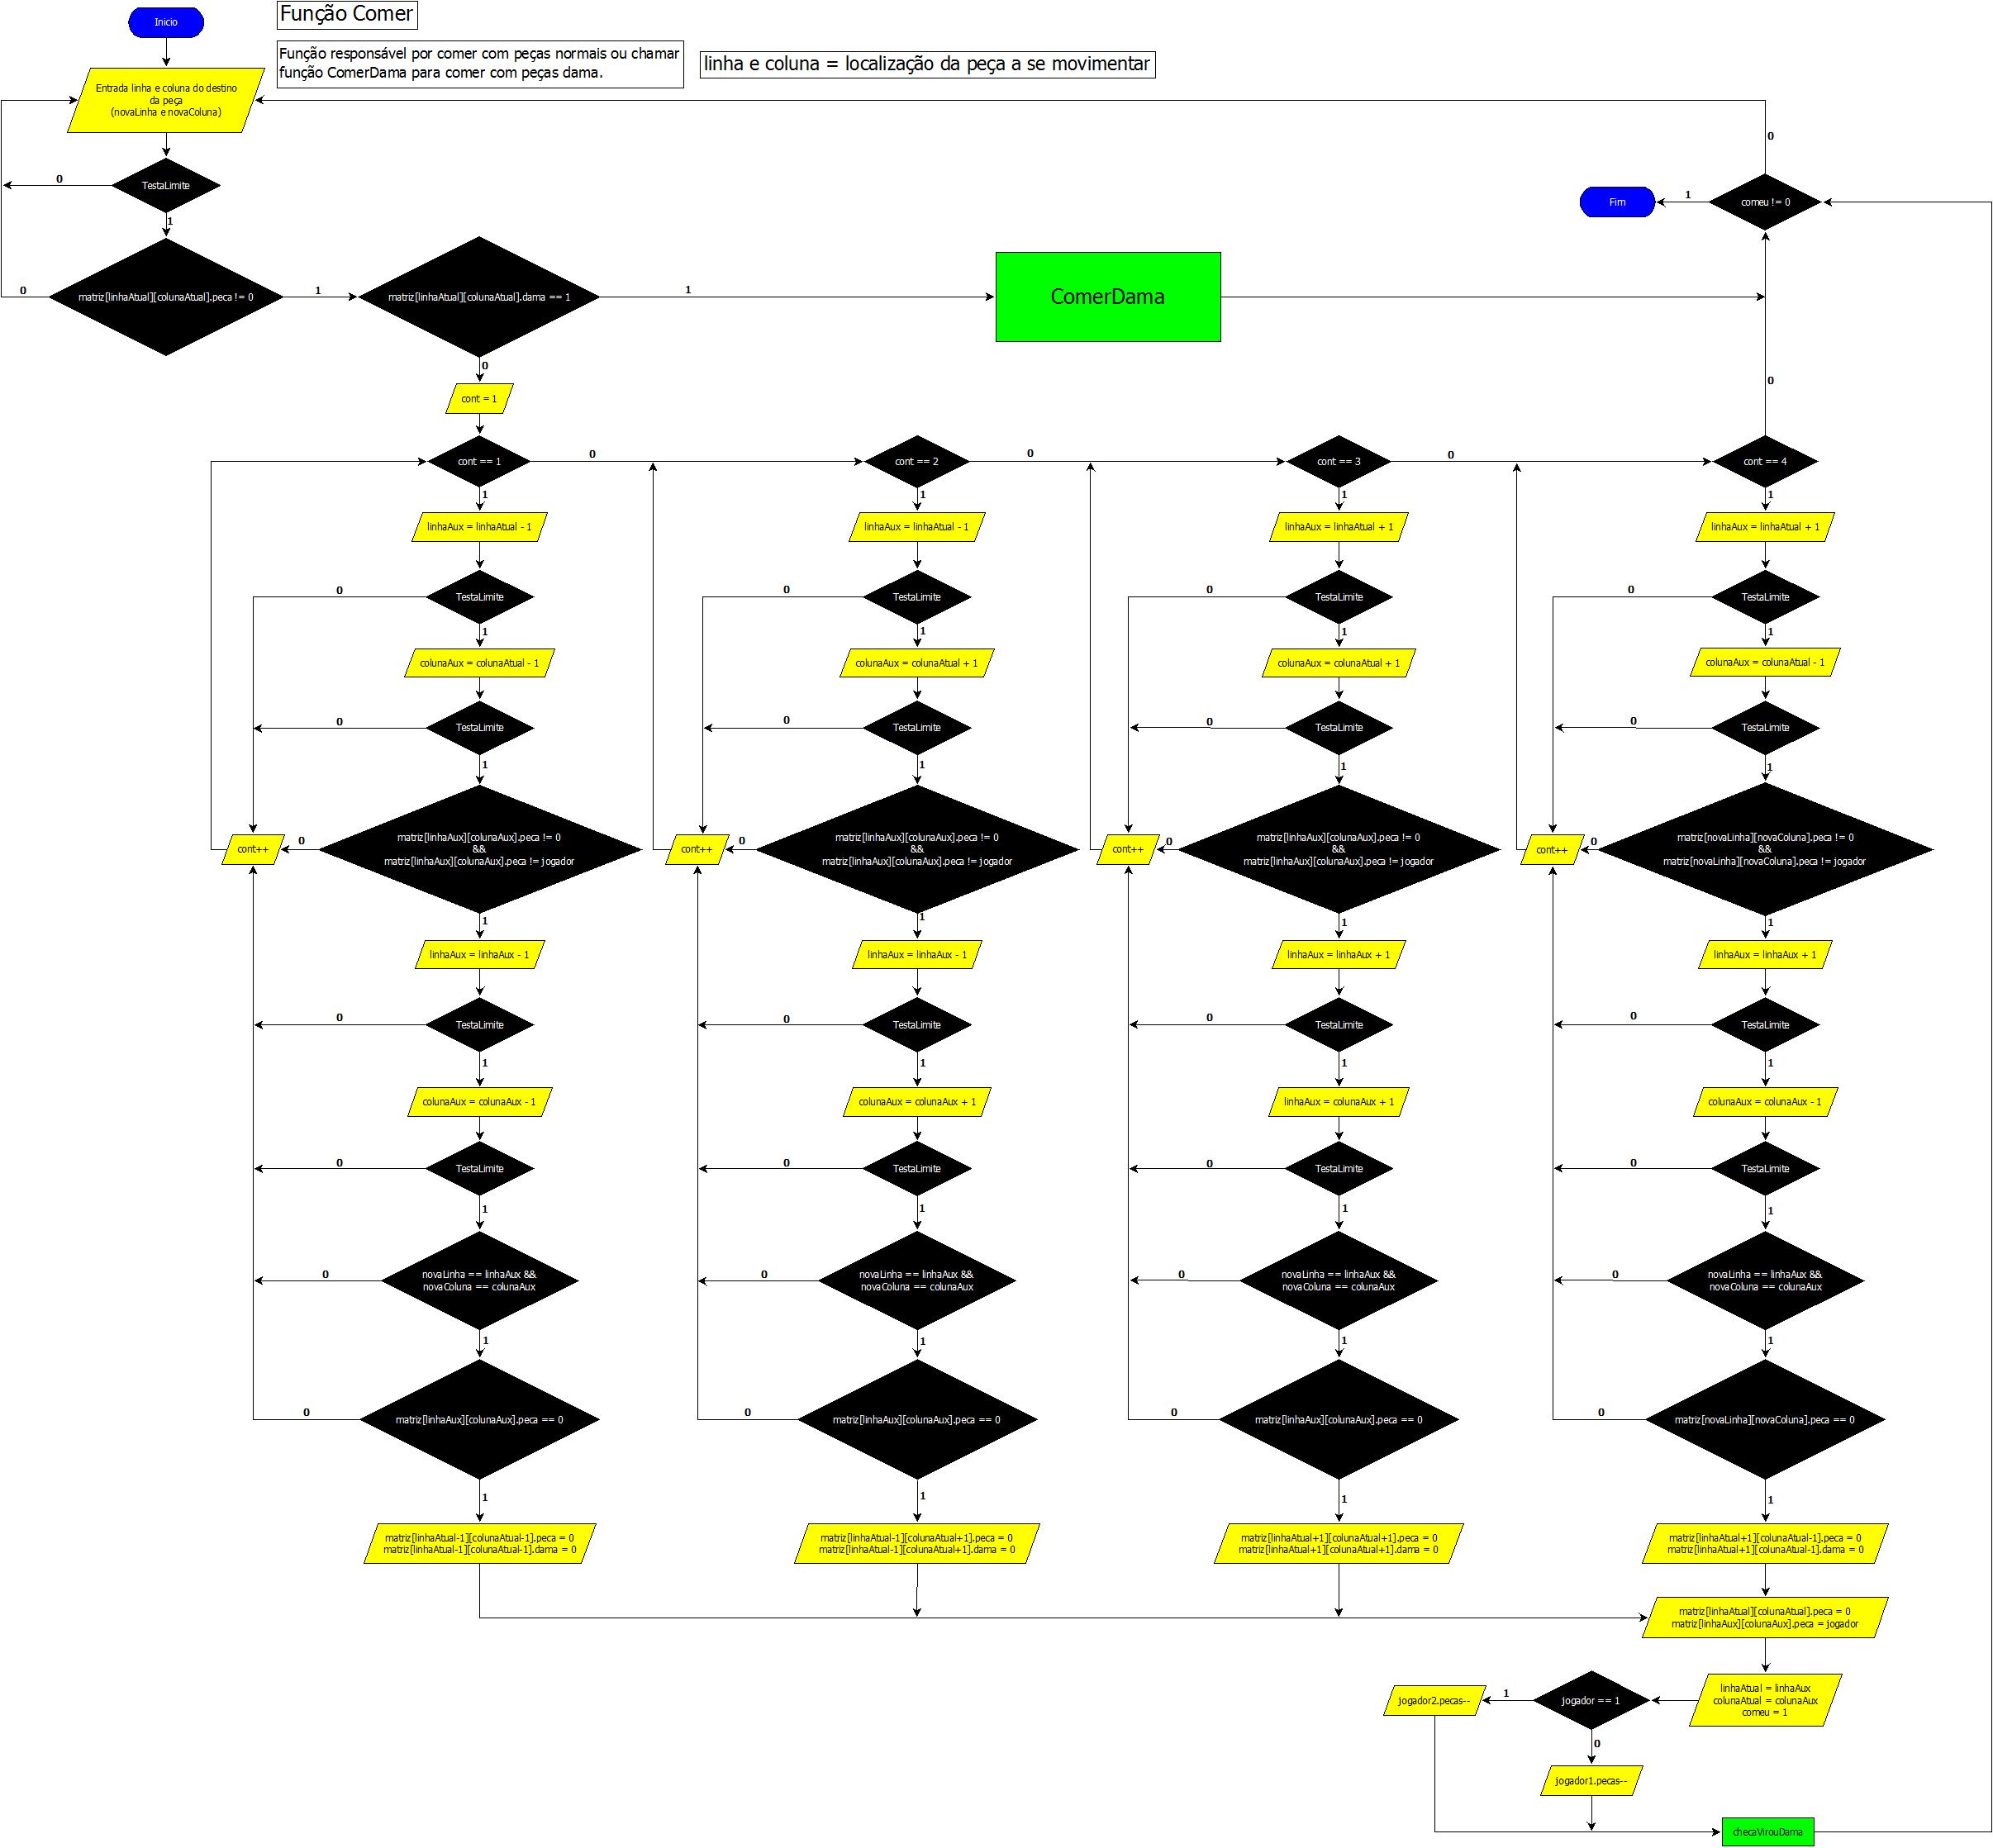 Função Comer
Inicio
Função responsável por comer com peças normais ou chamar
função ComerDama para comer com peças dama.
linha e coluna = localização da peça a se movimentar
Entrada linha e coluna do destino
da peça
(novaLinha e novaColuna)
0
TestaLimite
0
1
comeu != 0
1
Fim
matriz[linhaAtual][colunaAtual].peca != 0
0
1
matriz[linhaAtual][colunaAtual].dama == 1
1
ComerDama
0
0
cont = 1
cont == 1
0
cont == 2
0
cont == 3
0
cont == 4
1
1
1
1
linhaAux = linhaAtual - 1
linhaAux = linhaAtual - 1
linhaAux = linhaAtual + 1
linhaAux = linhaAtual + 1
0
TestaLimite
0
TestaLimite
0
TestaLimite
0
TestaLimite
1
1
1
1
colunaAux = colunaAtual - 1
colunaAux = colunaAtual + 1
colunaAux = colunaAtual + 1
colunaAux = colunaAtual - 1
0
TestaLimite
0
TestaLimite
0
TestaLimite
0
TestaLimite
1
1
1
1
cont++
0
matriz[linhaAux][colunaAux].peca != 0
&&
matriz[linhaAux][colunaAux].peca != jogador
cont++
0
matriz[linhaAux][colunaAux].peca != 0
&&
matriz[linhaAux][colunaAux].peca != jogador
cont++
0
matriz[linhaAux][colunaAux].peca != 0
&&
matriz[linhaAux][colunaAux].peca != jogador
cont++
0
matriz[novaLinha][novaColuna].peca != 0
&&
matriz[novaLinha][novaColuna].peca != jogador
1
1
1
1
linhaAux = linhaAux - 1
linhaAux = linhaAux - 1
linhaAux = linhaAux + 1
linhaAux = linhaAux + 1
0
TestaLimite
0
TestaLimite
0
TestaLimite
0
TestaLimite
1
1
1
1
colunaAux = colunaAux - 1
colunaAux = colunaAux + 1
linhaAux = colunaAux + 1
colunaAux = colunaAux - 1
0
TestaLimite
0
TestaLimite
0
TestaLimite
0
TestaLimite
1
1
1
1
0
novaLinha == linhaAux &&
novaColuna == colunaAux
0
novaLinha == linhaAux &&
novaColuna == colunaAux
0
novaLinha == linhaAux &&
novaColuna == colunaAux
0
novaLinha == linhaAux &&
novaColuna == colunaAux
1
1
1
1
0
matriz[linhaAux][colunaAux].peca == 0
0
matriz[linhaAux][colunaAux].peca == 0
0
matriz[linhaAux][colunaAux].peca == 0
0
matriz[novaLinha][novaColuna].peca == 0
1
1
1
1
matriz[linhaAtual-1][colunaAtual-1].peca = 0
matriz[linhaAtual-1][colunaAtual-1].dama = 0
matriz[linhaAtual-1][colunaAtual+1].peca = 0
matriz[linhaAtual-1][colunaAtual+1].dama = 0
matriz[linhaAtual+1][colunaAtual+1].peca = 0
matriz[linhaAtual+1][colunaAtual+1].dama = 0
matriz[linhaAtual+1][colunaAtual-1].peca = 0
matriz[linhaAtual+1][colunaAtual-1].dama = 0
matriz[linhaAtual][colunaAtual].peca = 0
matriz[linhaAux][colunaAux].peca = jogador
linhaAtual = linhaAux
colunaAtual = colunaAux
comeu = 1
jogador == 1
1
jogador2.pecas--
0
jogador1.pecas--
checaVirouDama